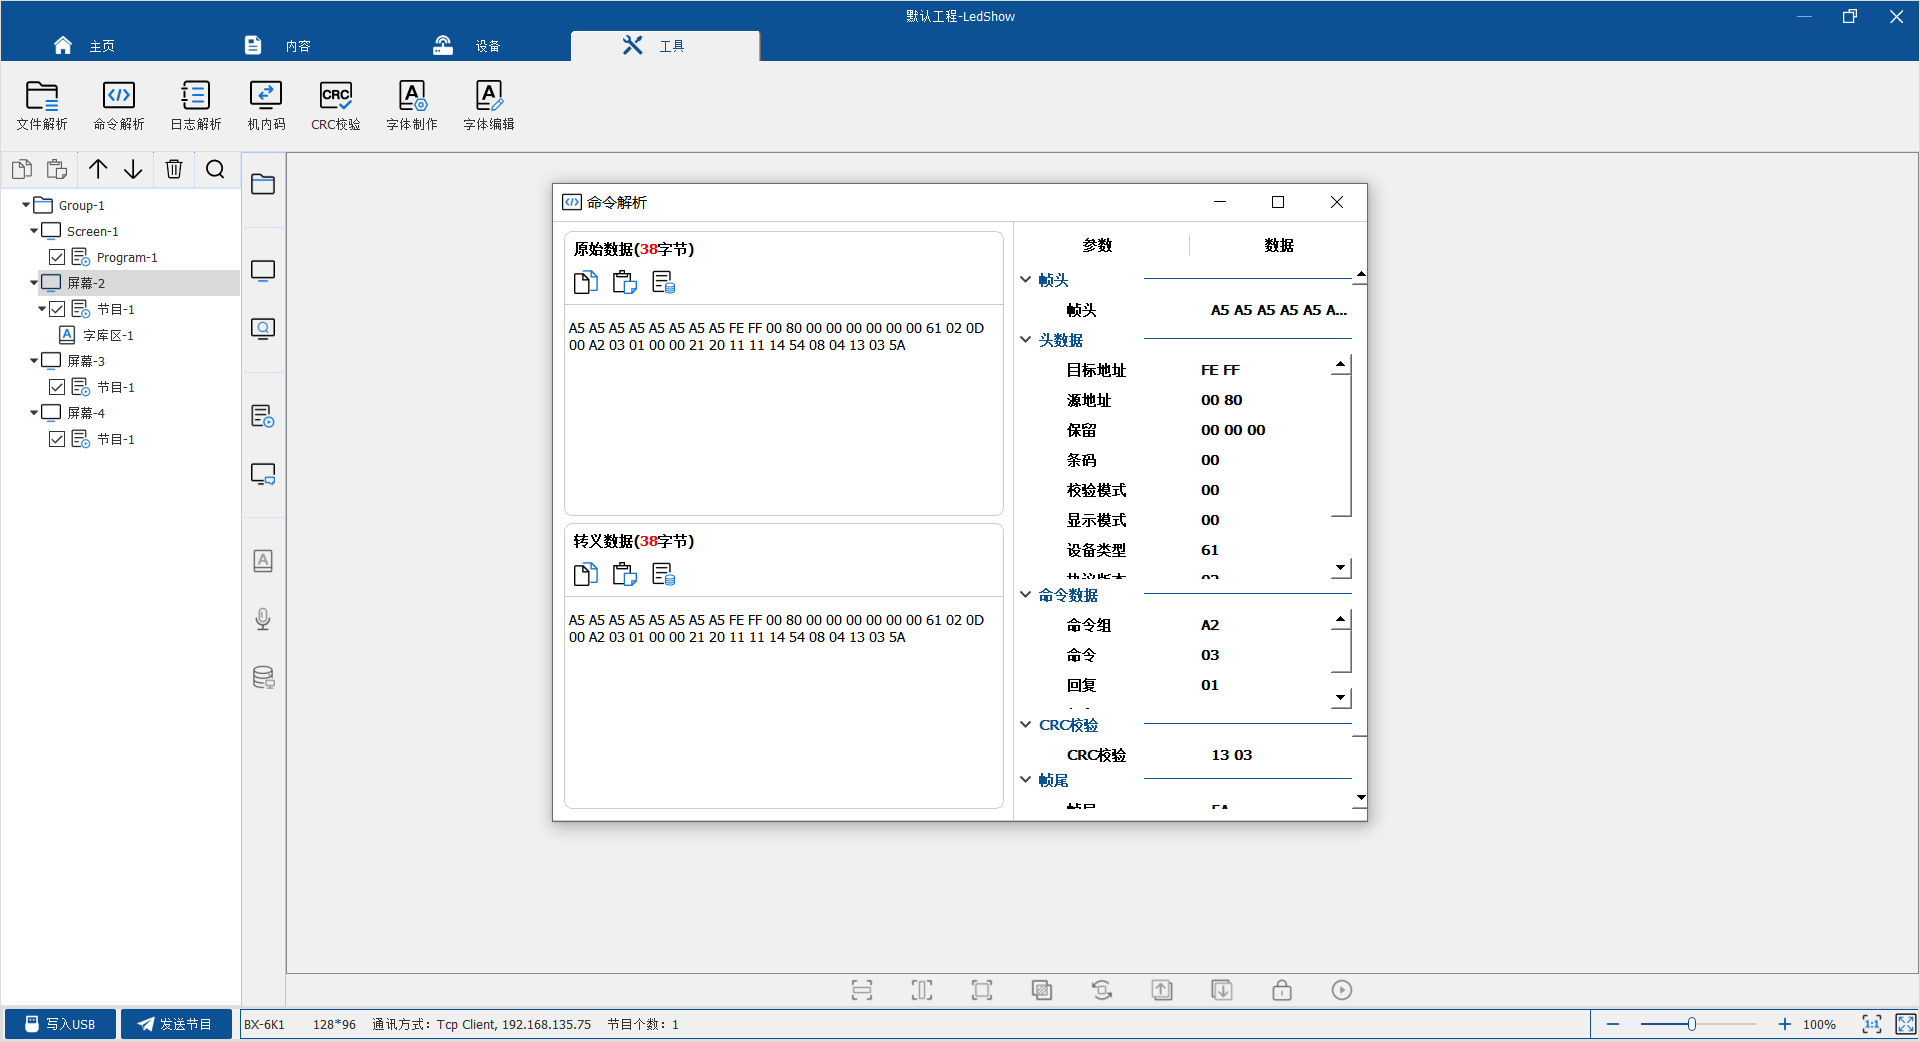 默认工程-LedShow
主页
内容
设备
工具
文件解析
命令解析
日志解析
机内码
CRC校验
字体制作
字体编辑
Group-1
Screen-1
Program-1
屏幕-2
节目-1
字库区-1
屏幕-3
节目-1
屏幕-4
节目-1
命令解析
原始数据(38字节)
A5 A5 A5 A5 A5 A5 A5 A5 FE FF 00 80 00 00 00 00 00 00 61 02 0D
00 A2 03 01 00 00 21 20 11 11 14 54 08 04 13 03 5A
转义数据(38字节)
A5 A5 A5 A5 A5 A5 A5 A5 FE FF 00 80 00 00 00 00 00 00 61 02 0D
00 A2 03 01 00 00 21 20 11 11 14 54 08 04 13 03 5A
参数 数据
帧头
帧头 A5 A5 A5 A5 A5 A...
头数据
目标地址 FE FF
源地址 00 80
保留 00 00 00
条码 00
校验模式 00
显示模式 00
设备类型 61
命令数据
命令组 A2
命令 03
回复 01
CRC校验
CRC校验 13 03
帧尾
写入USB
发送节目
BX-6K1 128*96 通讯方式：Tcp Client, 192.168.135.75 节目个数：1
100%
1:1